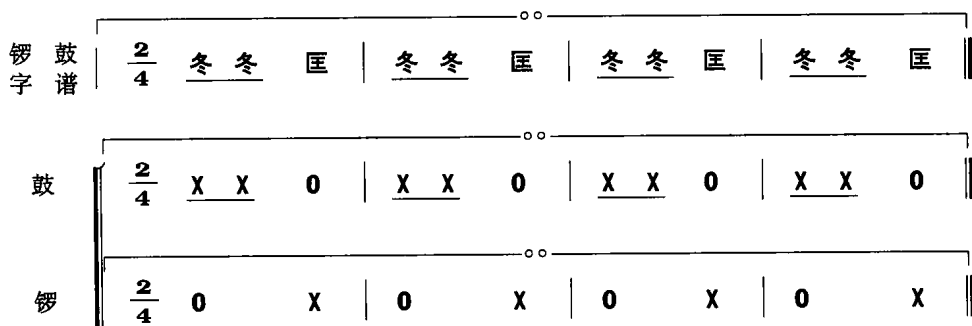 锣 鼓 字 谱 2/4 冬 冬 匡 | 冬 冬 匡 | 冬 冬 匡 | 冬 冬 匡 ‖
鼓 2/4 X X 0 | X X 0 | X X 0 | X X 0 ‖
锣 2/4 0 X | 0 X | 0 X | 0 X ‖